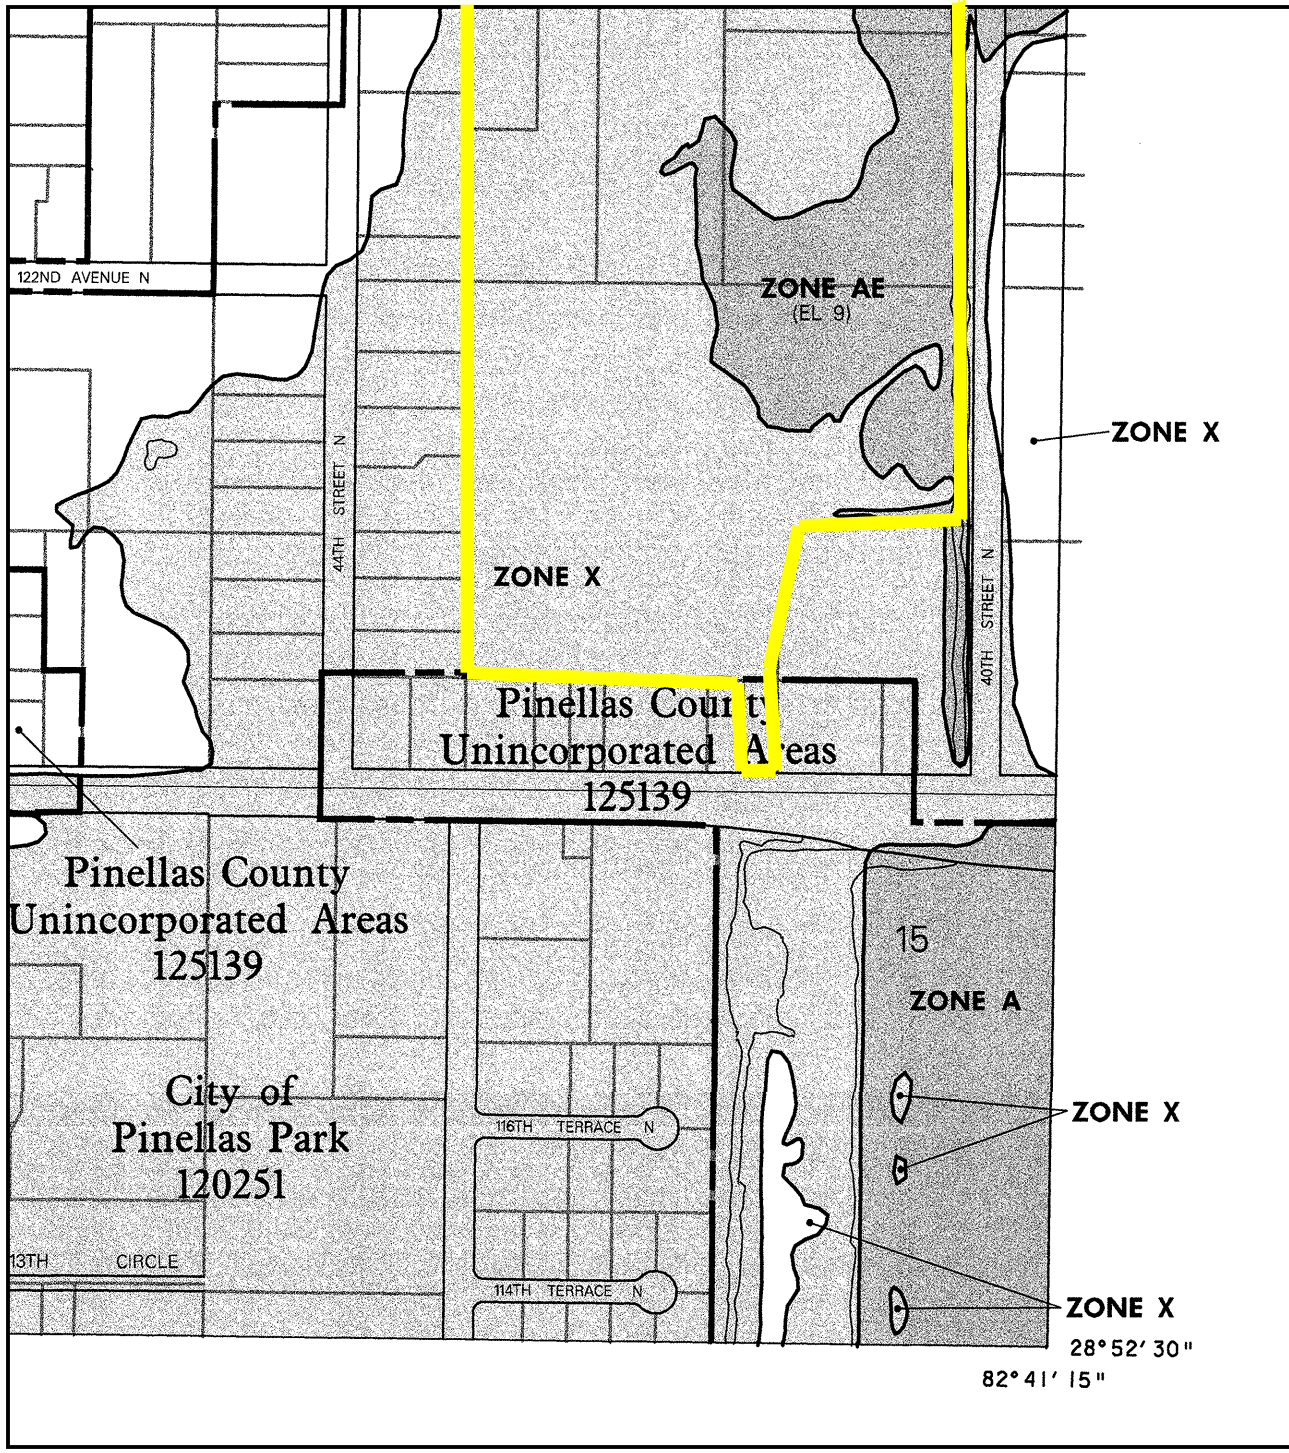 122ND AVENUE N
ZONE AE
(EL 9)
ZONE X
44TH STREET N
ZONE X
40TH STREET N
Pinellas County
Unincorporated Areas
125139
Pinellas County
Unincorporated Areas
125139
15
ZONE A
City of
Pinellas Park
120251
116TH TERRACE N
ZONE X
13TH CIRCLE
114TH TERRACE N
ZONE X
28°52'30"
82°41'15"